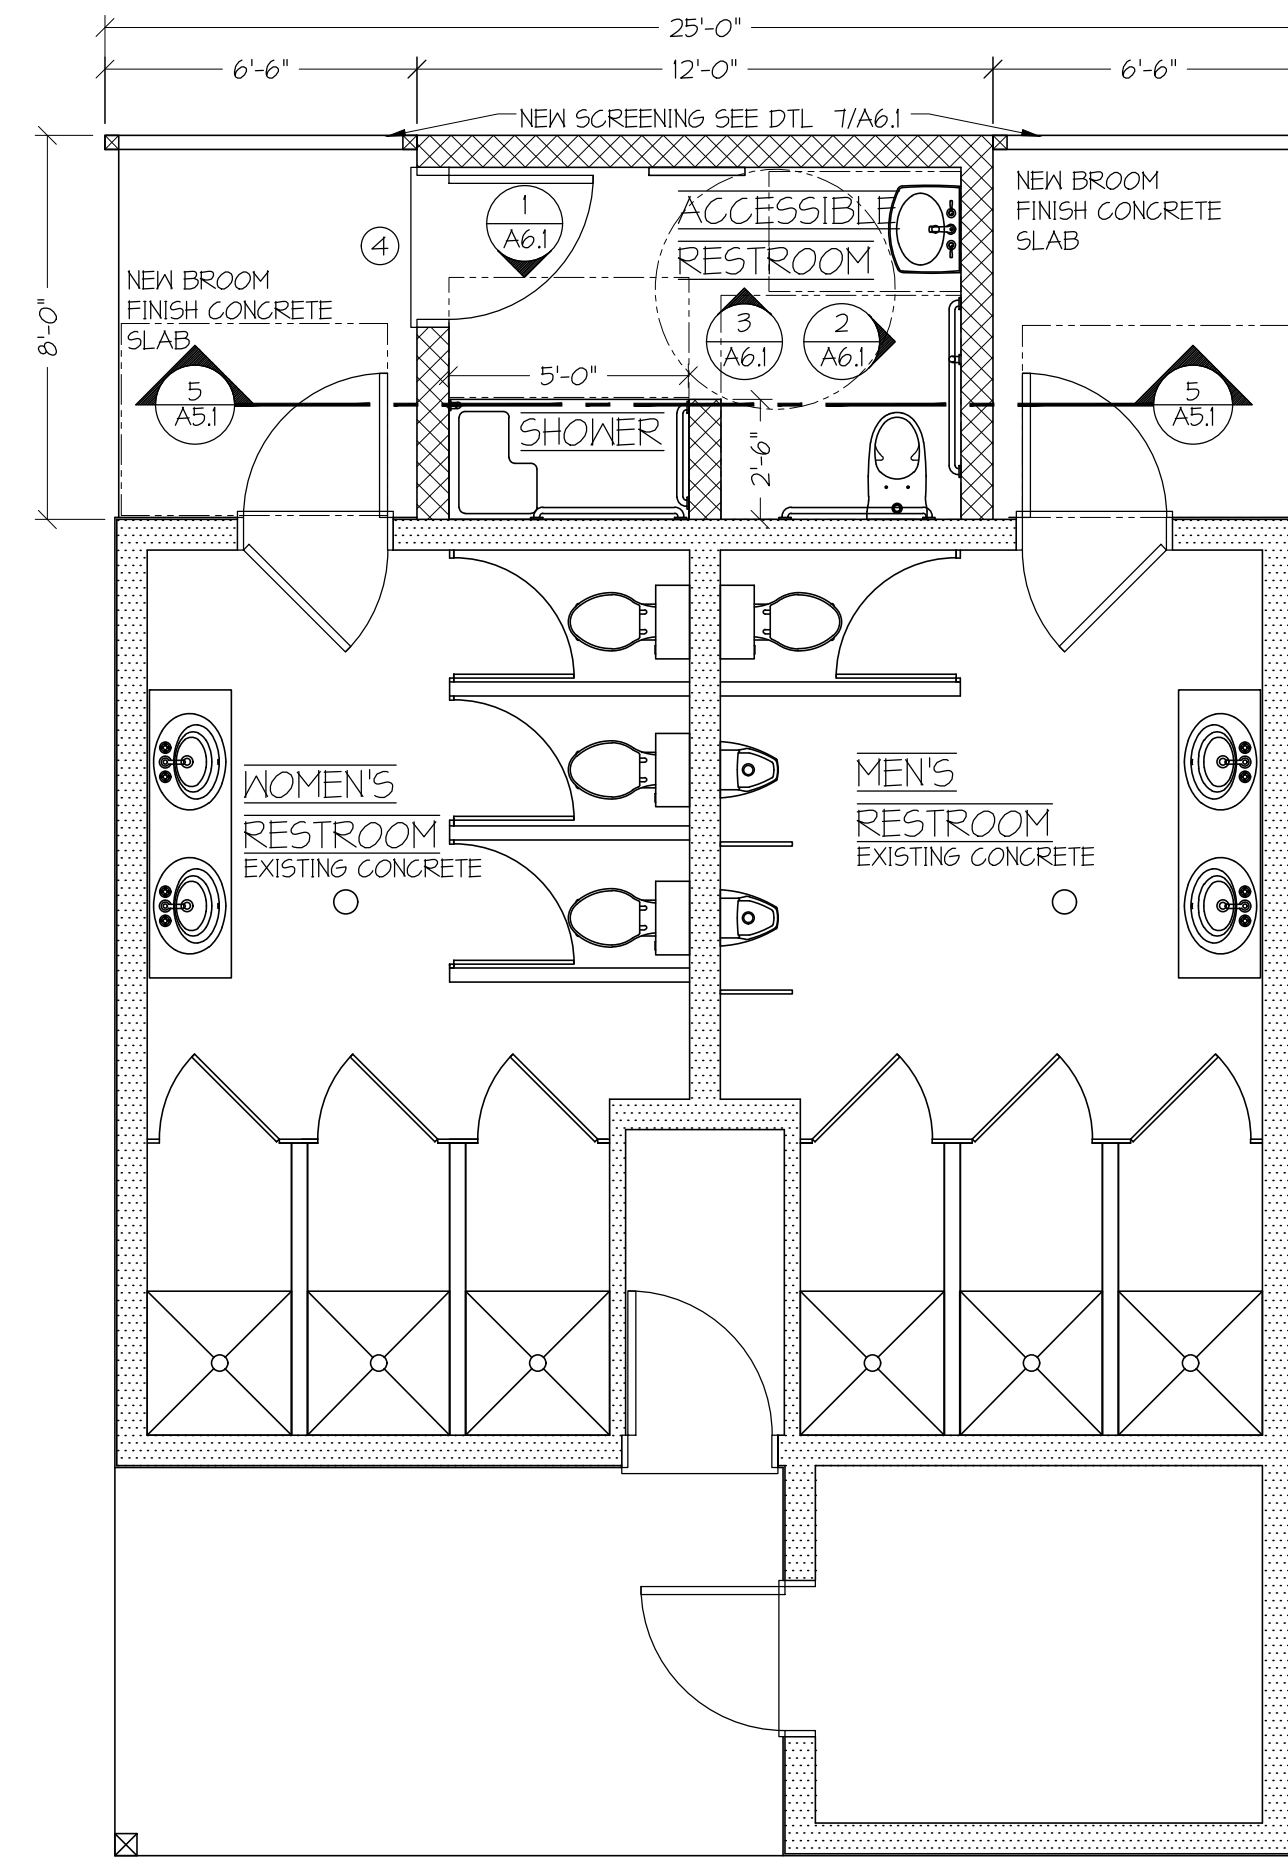 25'-0"
6'-6"
12'-0"
6'-6"
NEW SCREENING SEE DTL 7/A6.1
NEW BROOM
FINISH CONCRETE
SLAB
1
A6.1
ACCESSIBLE
RESTROOM
4
NEW BROOM
FINISH CONCRETE
SLAB
8'-0"
3
A6.1
2
A6.1
5'-0"
5
A5.1
5
A5.1
SHOWER
2'-6"
WOMEN'S
RESTROOM
EXISTING CONCRETE
MEN'S
RESTROOM
EXISTING CONCRETE